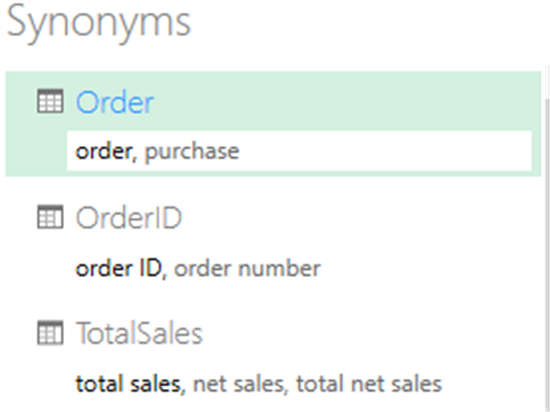 Synonyms
Order
order, purchase
OrderID
order ID, order number
TotalSales
total sales, net sales, total net sales